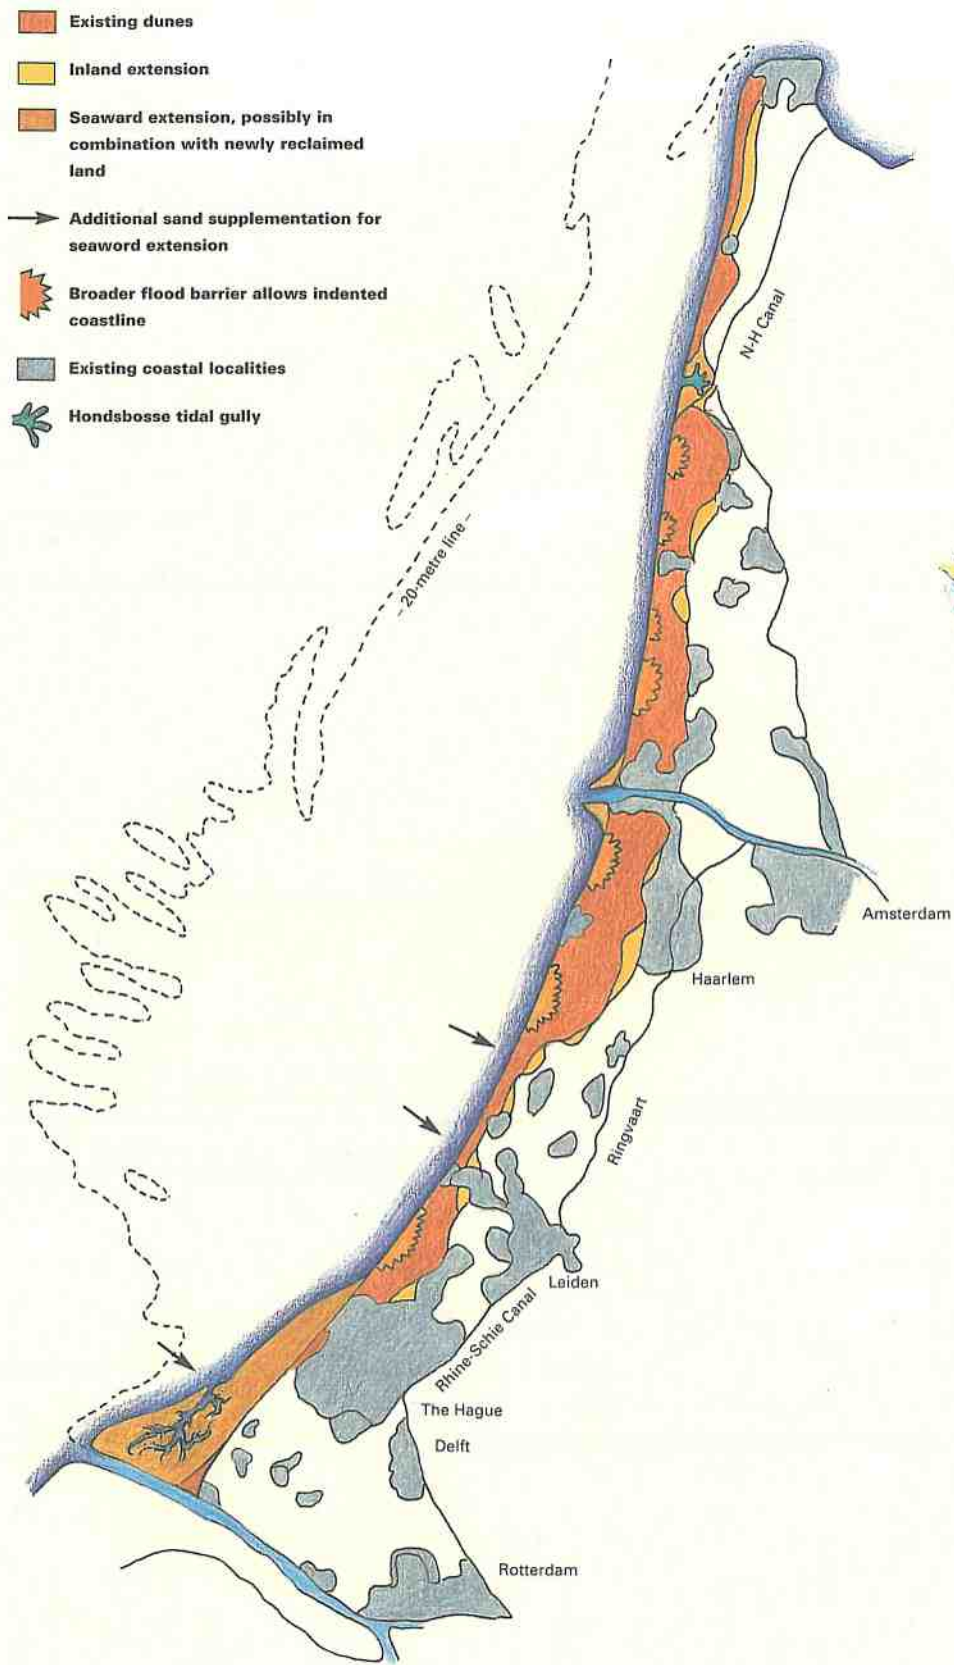 Existing dunes
Inland extension
Seaward extension, possibly in
combination with newly reclaimed
land
Additional sand supplementation for
seaword extension
Broader flood barrier allows indented
coastline
Existing coastal localities
Hondsbosse tidal gully
N-H Canal
- 20-metre line -
Amsterdam
Haarlem
Ringvaart
Leiden
Rhine-Schie Canal
The Hague
Delft
Rotterdam